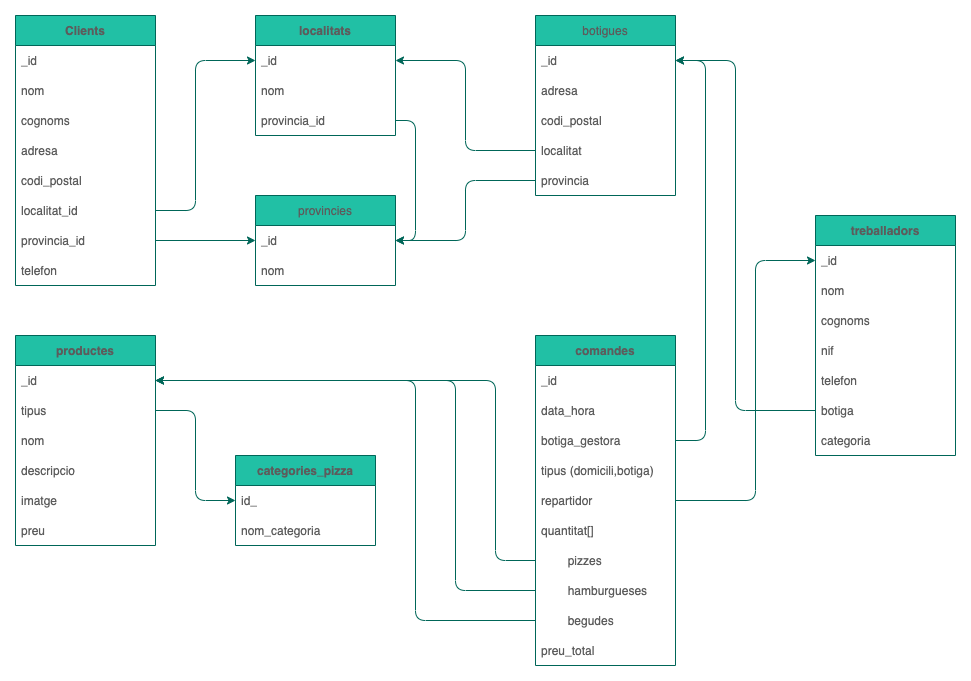 Clients
_id
nom
cognoms
adresa
codi_postal
localitat_id
provincia_id
telefon
localitats
_id
nom
provincia_id
provincies
_id
nom
botigues
_id
adresa
codi_postal
localitat
provincia
treballadors
_id
nom
cognoms
nif
telefon
botiga
categoria
productes
_id
tipus
nom
descripcio
imatge
preu
categories_pizza
id_
nom_categoria
comandes
_id
data_hora
botiga_gestora
tipus (domicili,botiga)
repartidor
quantitat[]
pizzes
hamburgueses
begudes
preu_total